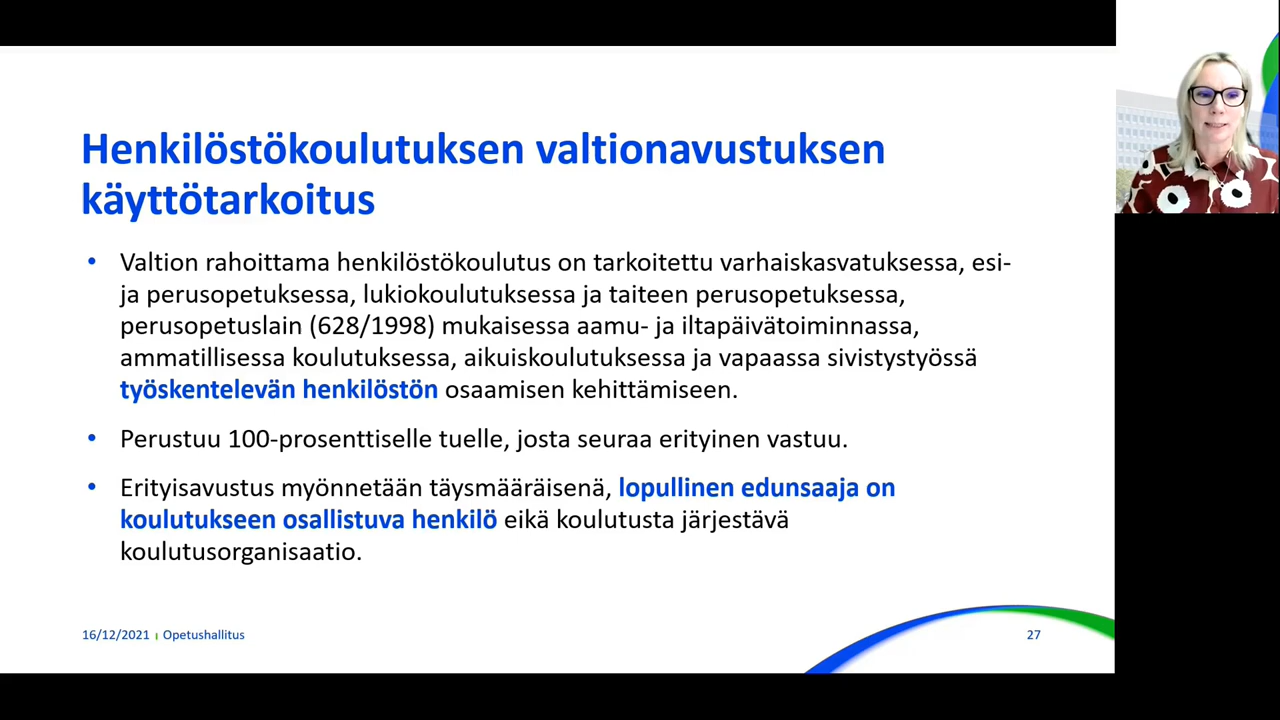 Henkilöstökoulutuksen valtionavustuksen
käyttötarkoitus
• Valtion rahoittama henkilöstökoulutus on tarkoitettu varhaiskasvatuksessa, esi-
ja perusopetuksessa, lukiokoulutuksessa ja taiteen perusopetuksessa,
perusopetuslain (628/1998) mukaisessa aamu- ja iltapäivätoiminnassa,
ammatillisessa koulutuksessa, aikuiskoulutuksessa ja vapaassa sivistystyössä
työskentelevän henkilöstön osaamisen kehittämiseen.
• Perustuu 100-prosenttiselle tuelle, josta seuraa erityinen vastuu.
• Erityisavustus myönnetään täysmääräisenä, lopullinen edunsaaja on
koulutukseen osallistuva henkilö eikä koulutusta järjestävä
koulutusorganisaatio.
16/12/2021 | Opetushallitus 27